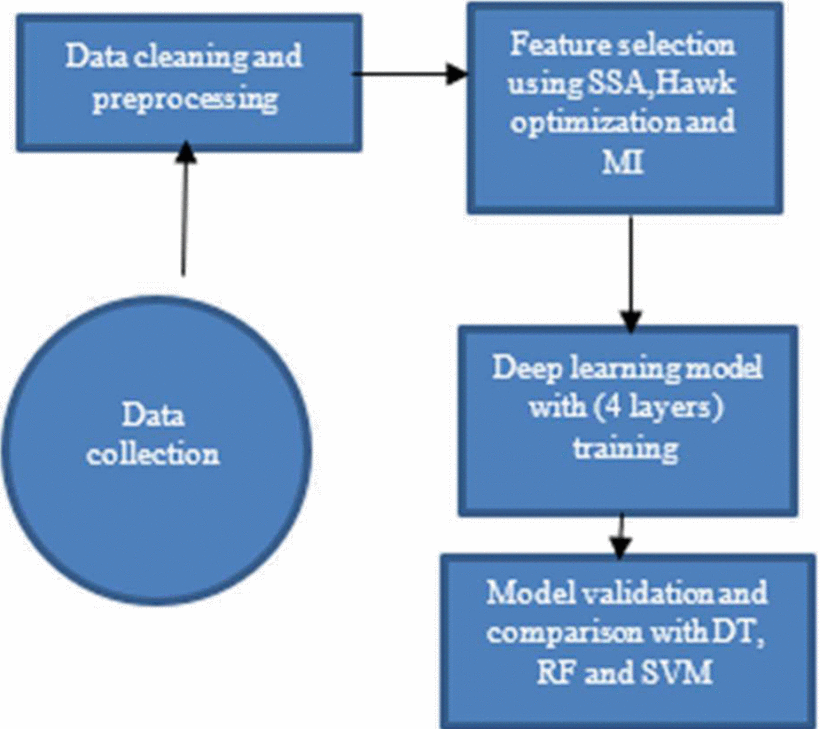 Data cleaning and
preprocessing
Feature selection
using SSA,Hawk
optimization and
MI
Data
collection
Deep learning model
with (4 layers)
training
Model validation and
comparison with DT,
RF and SVM